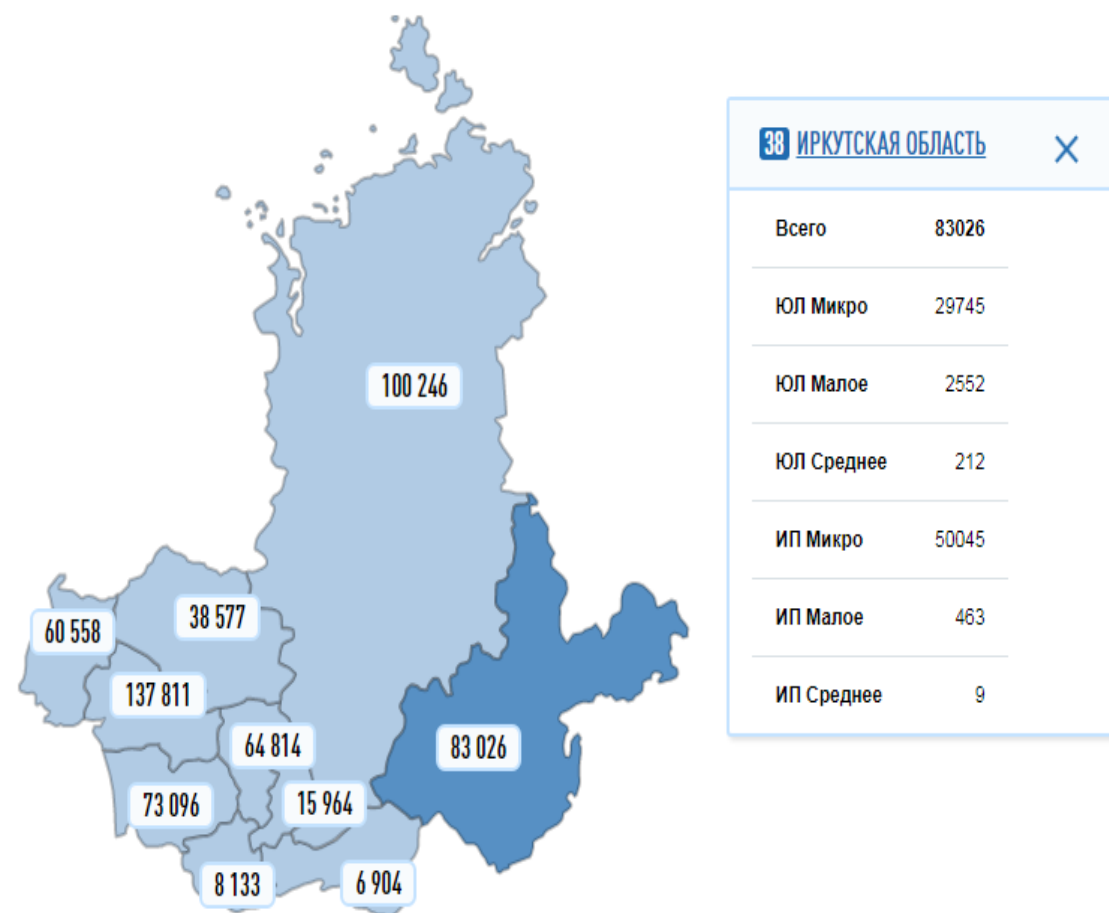 38 ИРКУТСКАЯ ОБЛАСТЬ
Всего 83026
ЮЛ Микро 29745
ЮЛ Малое 2552
ЮЛ Среднее 212
ИП Микро 50045
ИП Малое 463
ИП Среднее 9
100 246
38 577
60 558
137 811
64 814
83 026
73 096
15 964
8 133
6 904